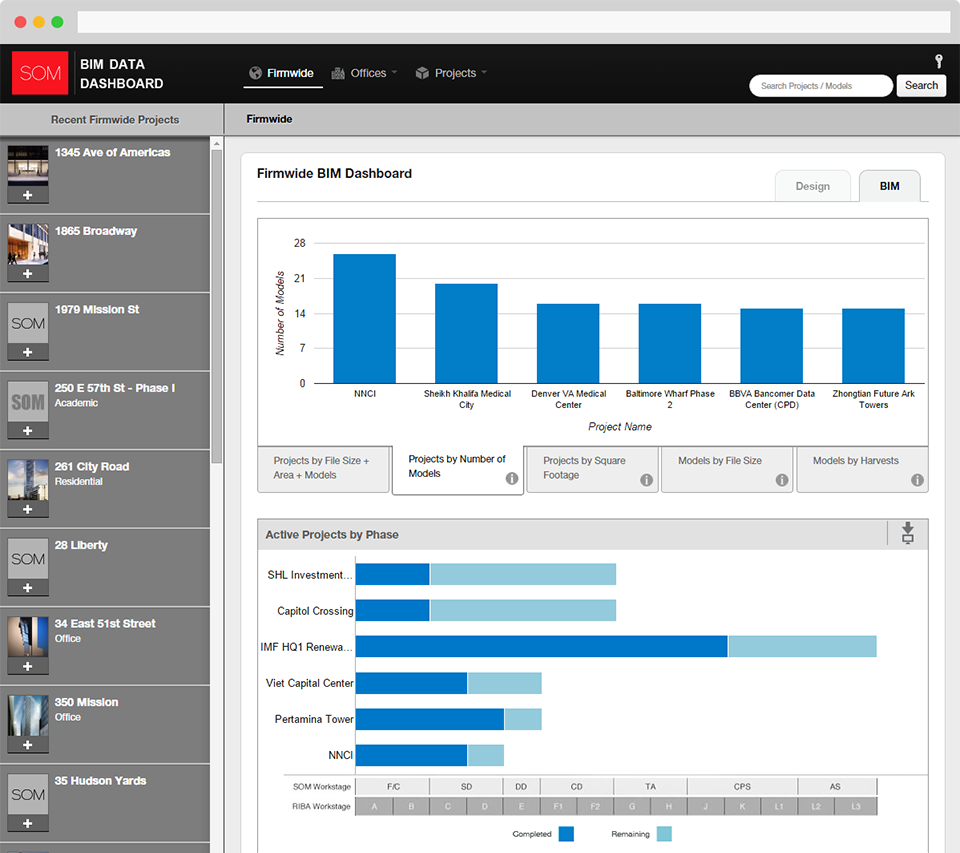 SOM
BIM DATA
DASHBOARD
Firmwide
Offices
Projects
Search Projects / Models
Search
Recent Firmwide Projects
Firmwide
1345 Ave of Americas
1865 Broadway
SOM
1979 Mission St
SOM
250 E 57th St - Phase I
Academic
261 City Road
Residential
SOM
28 Liberty
34 East 51st Street
Office
350 Mission
Office
SOM
35 Hudson Yards
Firmwide BIM Dashboard
Design
BIM
28
21
14
7
0
Number of Models
NNCI
Sheikh Khalifa Medical
City
Denver VA Medical
Center
Baltimore Wharf Phase
2
BBVA Bancomer Data
Center (CPD)
Zhongtian Future Ark
Towers
Project Name
Projects by File Size +
Area + Models
Projects by Number of
Models
Projects by Square
Footage
Models by File Size
Models by Harvests
Active Projects by Phase
SHL Investment...
Capitol Crossing
IMF HQ1 Renewa...
Viet Capital Center
Pertamina Tower
NNCI
SOM Workstage F/C SD DD CD TA CPS AS
RIBA Workstage A B C D E F1 F2 G H J K L1 L2 L3
Completed
Remaining